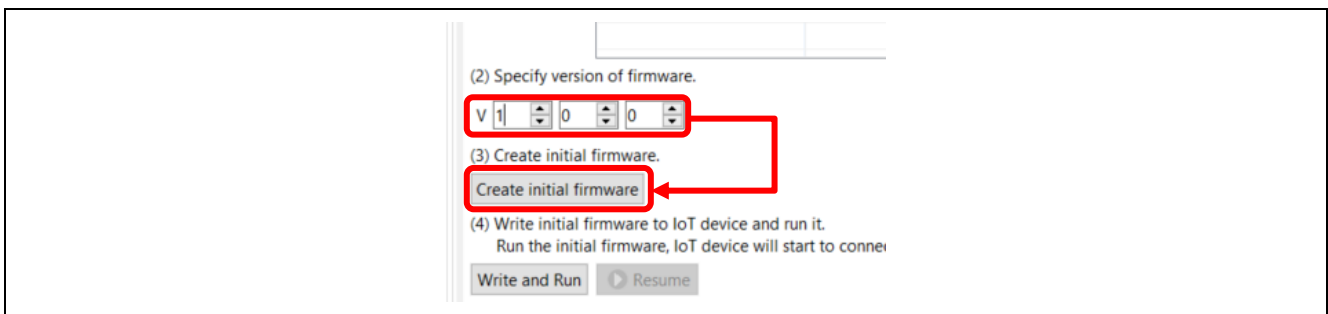 (2) Specify version of firmware.
V 1 0 0
(3) Create initial firmware.
Create initial firmware
(4) Write initial firmware to IoT device and run it.
Run the initial firmware, IoT device will start to
Write and Run Resume